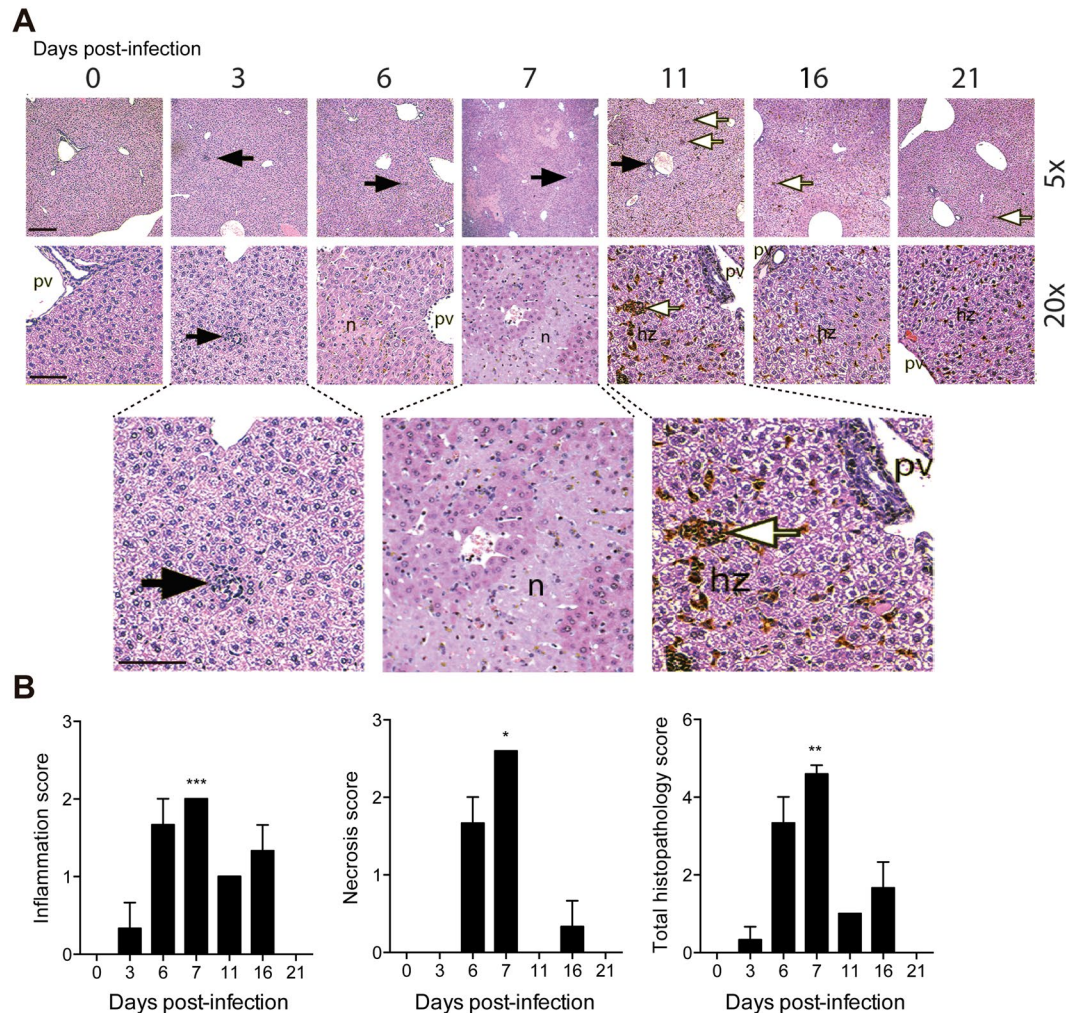 A
Days post-infection
0 3 6 7 11 16 21
5x
pv n pv n pv hz pv hz hz pv
20x
n hz pv
B
3 2 1 0
Inflammation score
***
0 3 6 7 11 16 21
Days post-infection
3 2 1 0
Necrosis score
*
0 3 6 7 11 16 21
Days post-infection
6 4 2 0
Total histopathology score
**
0 3 6 7 11 16 21
Days post-infection